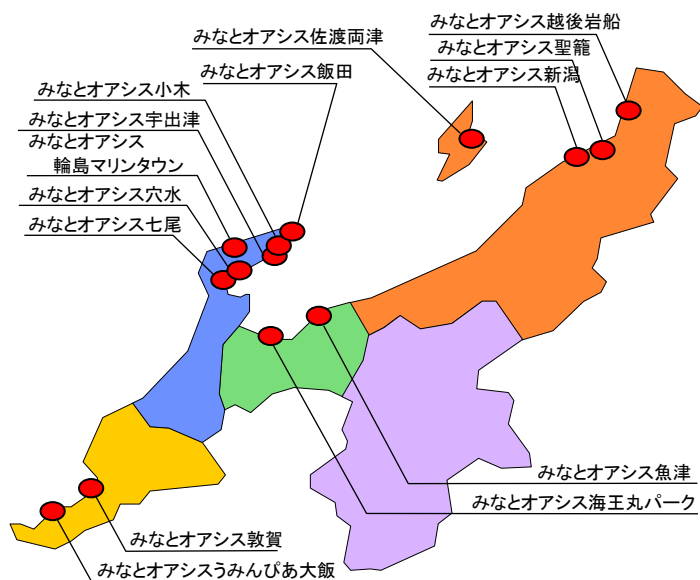 みなとオアシス佐渡両津
みなとオアシス越後岩船
みなとオアシス聖籠
みなとオアシス新潟
みなとオアシス飯田
みなとオアシス小木
みなとオアシス宇出津
みなとオアシス
輪島マリンタウン
みなとオアシス穴水
みなとオアシス七尾
みなとオアシス魚津
みなとオアシス海王丸パーク
みなとオアシス敦賀
みなとオアシスうみんぴあ大飯